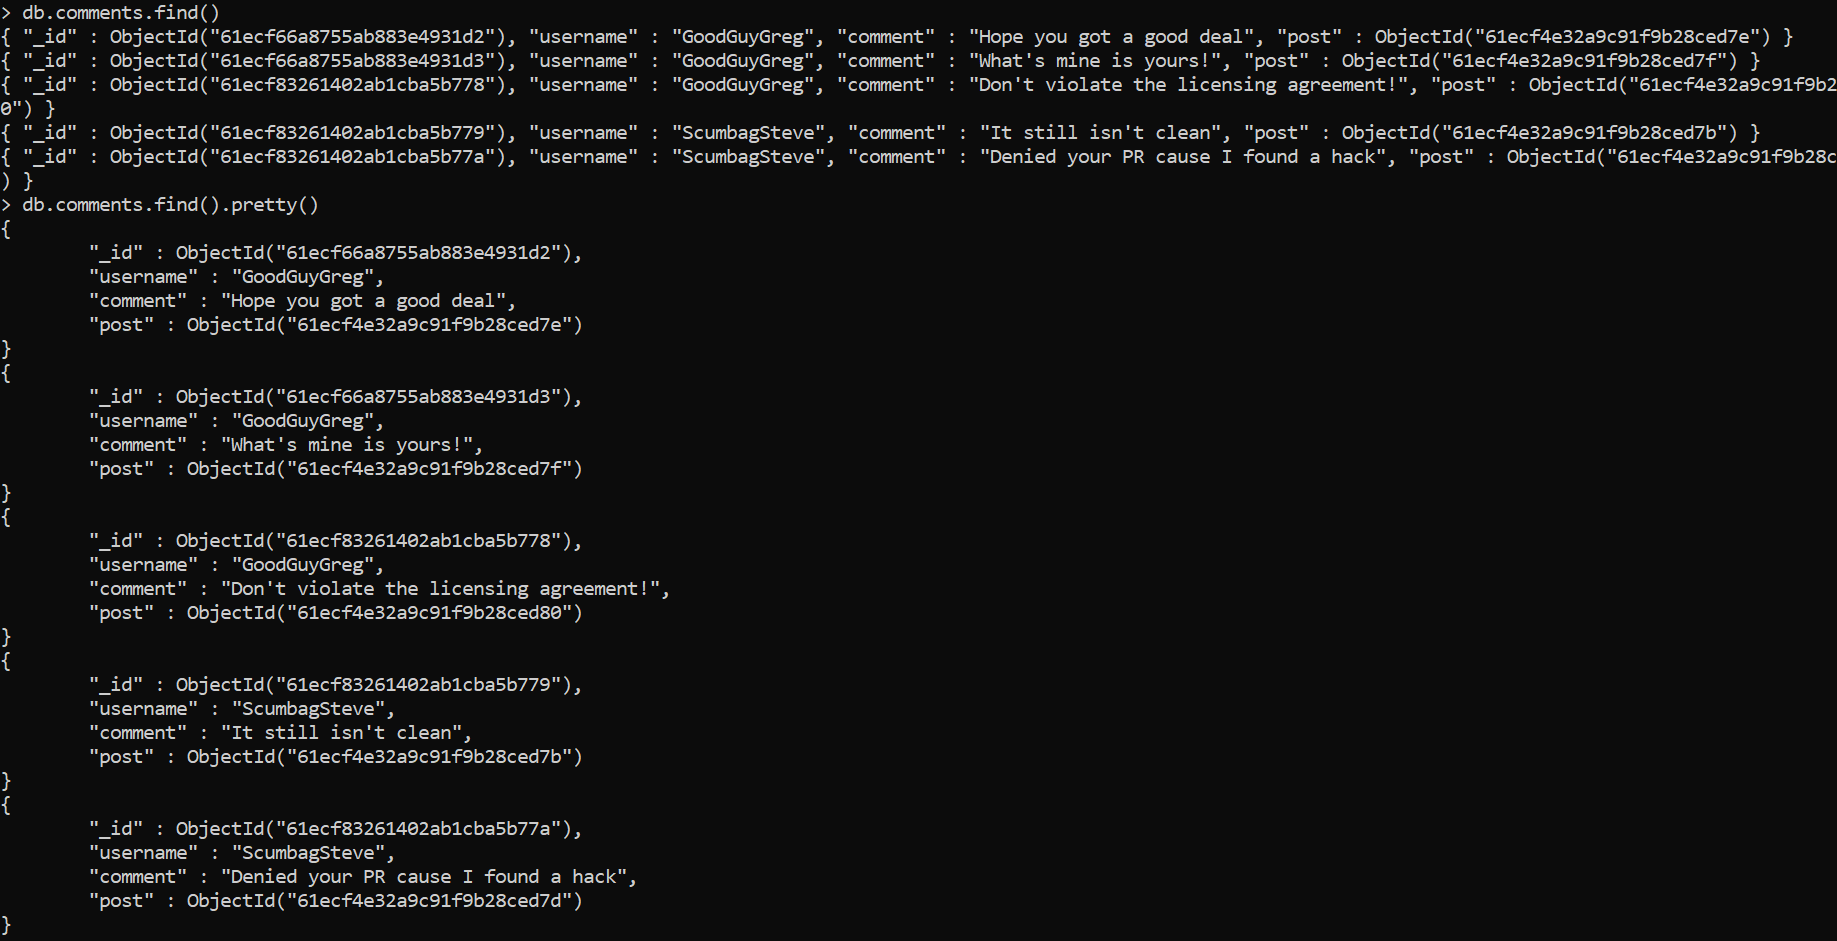 > db.comments.find()
{ "_id" : ObjectId("61ecf66a8755ab883e4931d2"), "username" : "GoodGuyGreg", "comment" : "Hope you got a good deal", "post" : ObjectId("61ecf4e32a9c91f9b28ced7e") }
{ "_id" : ObjectId("61ecf66a8755ab883e4931d3"), "username" : "GoodGuyGreg", "comment" : "What's mine is yours!", "post" : ObjectId("61ecf4e32a9c91f9b28ced7f") }
{ "_id" : ObjectId("61ecf83261402ab1cba5b778"), "username" : "GoodGuyGreg", "comment" : "Don't violate the licensing agreement!", "post" : ObjectId("61ecf4e32a9c91f9b2
0") }
{ "_id" : ObjectId("61ecf83261402ab1cba5b779"), "username" : "ScumbagSteve", "comment" : "It still isn't clean", "post" : ObjectId("61ecf4e32a9c91f9b28ced7b") }
{ "_id" : ObjectId("61ecf83261402ab1cba5b77a"), "username" : "ScumbagSteve", "comment" : "Denied your PR cause I found a hack", "post" : ObjectId("61ecf4e32a9c91f9b28c
) }
> db.comments.find().pretty()
{
        "_id" : ObjectId("61ecf66a8755ab883e4931d2"),
        "username" : "GoodGuyGreg",
        "comment" : "Hope you got a good deal",
        "post" : ObjectId("61ecf4e32a9c91f9b28ced7e")
}
{
        "_id" : ObjectId("61ecf66a8755ab883e4931d3"),
        "username" : "GoodGuyGreg",
        "comment" : "What's mine is yours!",
        "post" : ObjectId("61ecf4e32a9c91f9b28ced7f")
}
{
        "_id" : ObjectId("61ecf83261402ab1cba5b778"),
        "username" : "GoodGuyGreg",
        "comment" : "Don't violate the licensing agreement!",
        "post" : ObjectId("61ecf4e32a9c91f9b28ced80")
}
{
        "_id" : ObjectId("61ecf83261402ab1cba5b779"),
        "username" : "ScumbagSteve",
        "comment" : "It still isn't clean",
        "post" : ObjectId("61ecf4e32a9c91f9b28ced7b")
}
{
        "_id" : ObjectId("61ecf83261402ab1cba5b77a"),
        "username" : "ScumbagSteve",
        "comment" : "Denied your PR cause I found a hack",
        "post" : ObjectId("61ecf4e32a9c91f9b28ced7d")
}